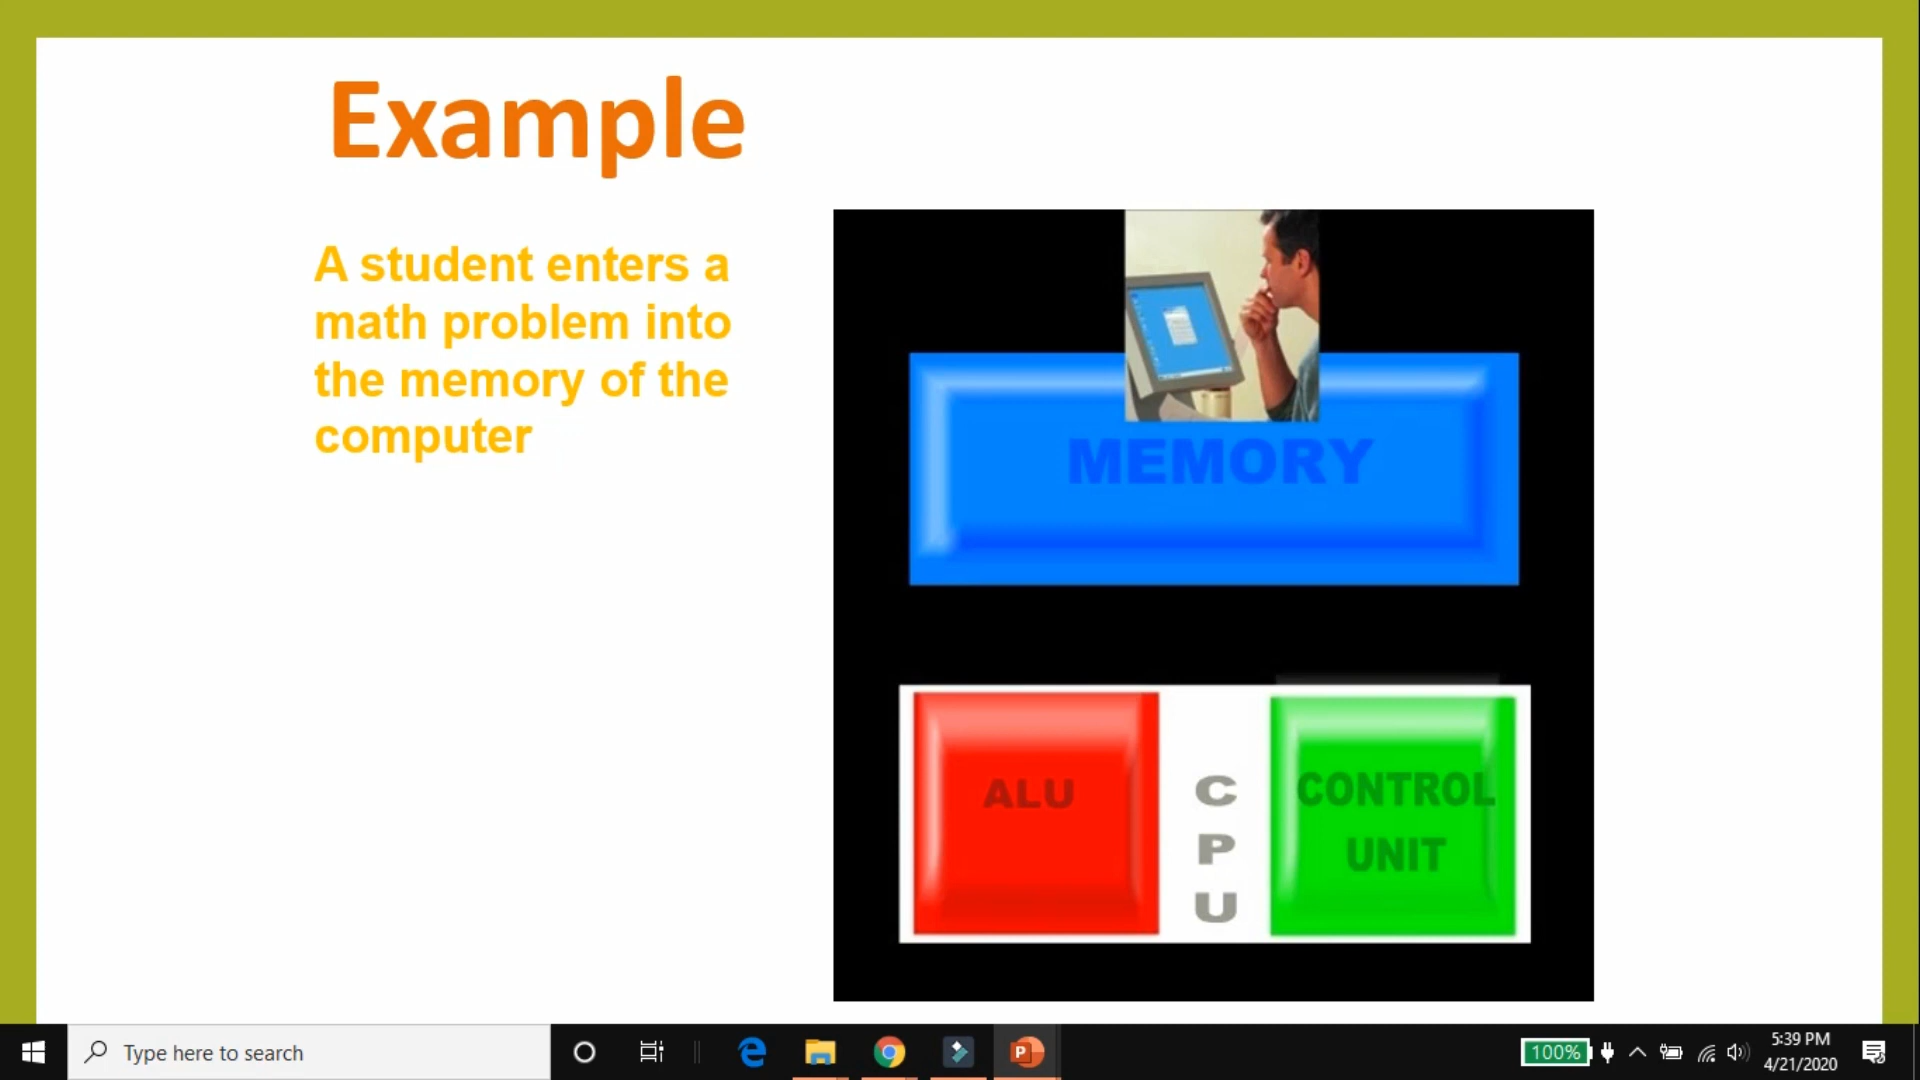 Example
A student enters a
math problem into
the memory of the
computer
MEMORY
ALU
C
P
U
CONTROL
UNIT
Type here to search
100%
5:39 PM
4/21/2020